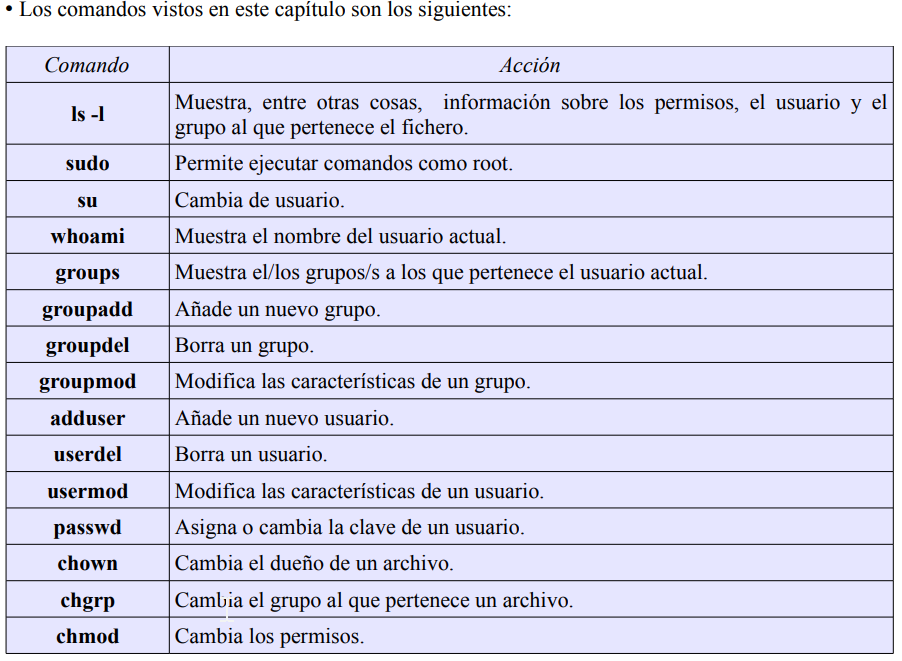 • Los comandos vistos en este capítulo son los siguientes:
Comando Acción
ls -l Muestra, entre otras cosas, información sobre los permisos, el usuario y el
grupo al que pertenece el fichero.
sudo Permite ejecutar comandos como root.
su Cambia de usuario.
whoami Muestra el nombre del usuario actual.
groups Muestra el/los grupos/s a los que pertenece el usuario actual.
groupadd Añade un nuevo grupo.
groupdel Borra un grupo.
groupmod Modifica las características de un grupo.
adduser Añade un nuevo usuario.
userdel Borra un usuario.
usermod Modifica las características de un usuario.
passwd Asigna o cambia la clave de un usuario.
chown Cambia el dueño de un archivo.
chgrp Cambia el grupo al que pertenece un archivo.
chmod Cambia los permisos.